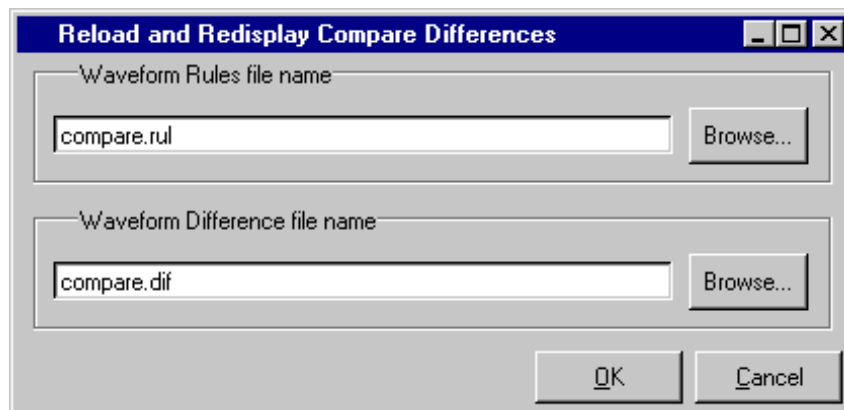 Reload and Redisplay Compare Differences
Waveform Rules file name
compare.rul Browse...
Waveform Difference file name
compare.dif Browse...
OK Cancel